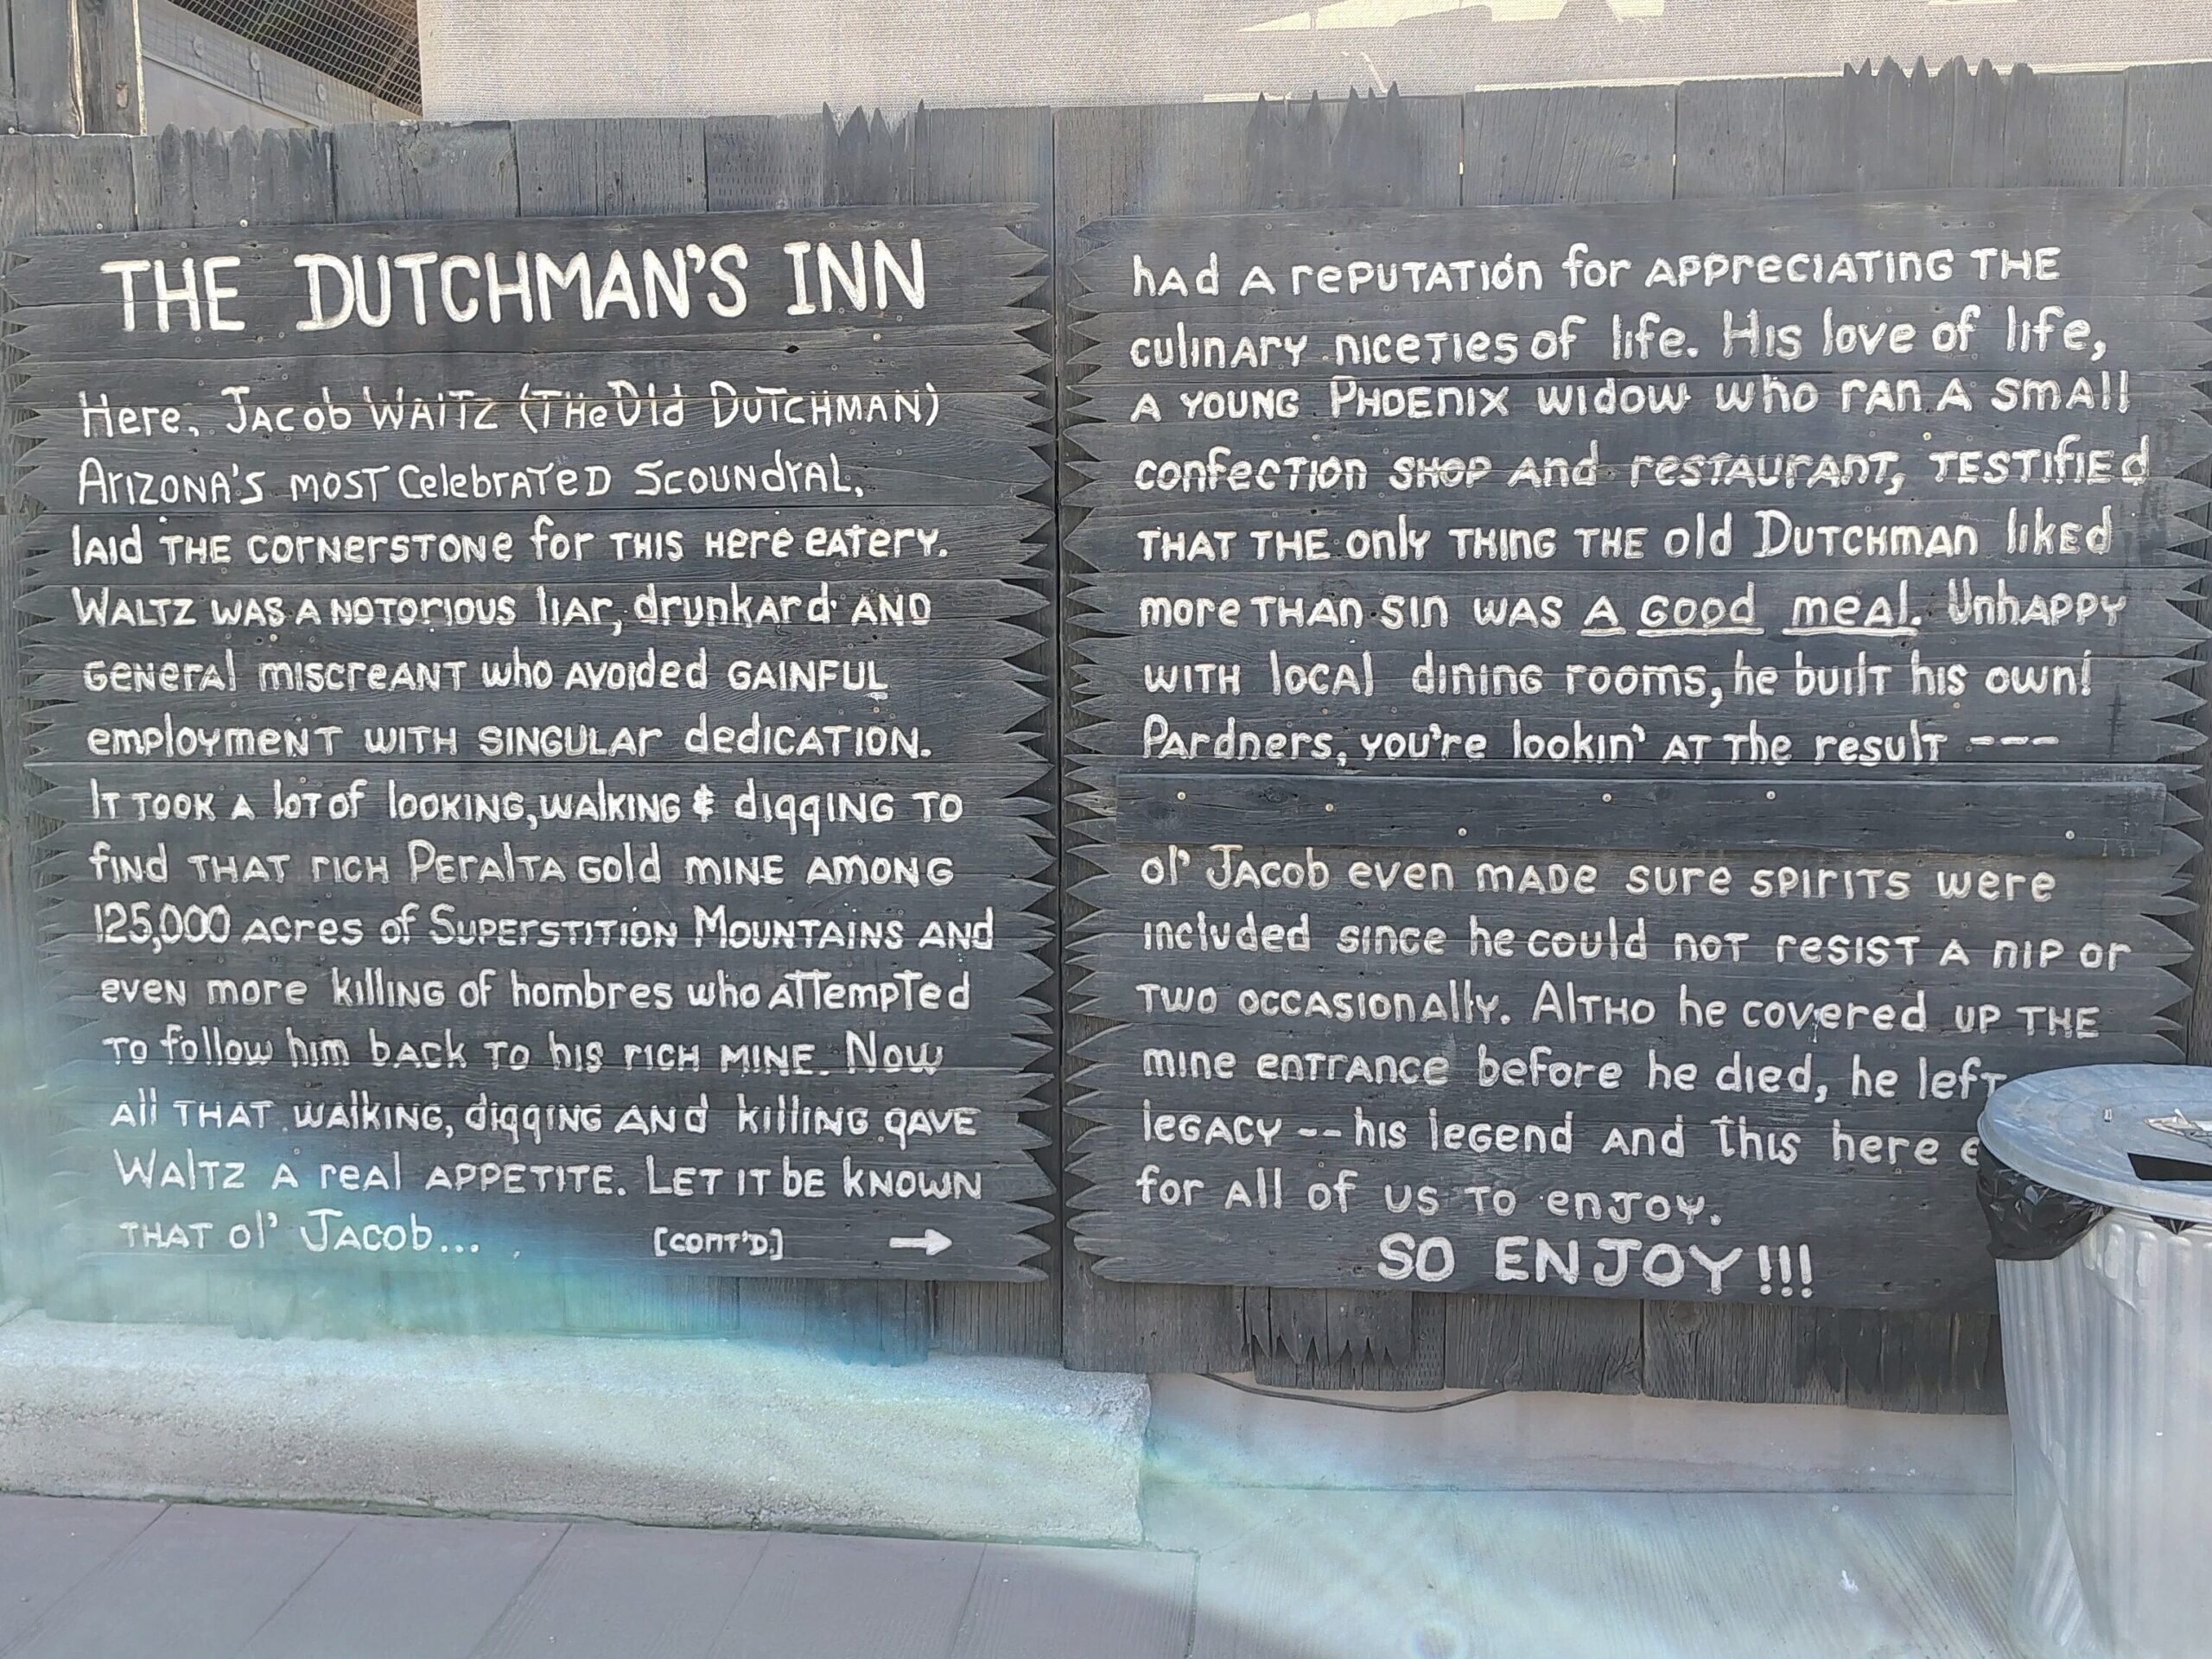 THE DUTCHMAN'S INN
Here, Jacob Waltz (The Old Dutchman)
Arizona's most celebrated scoundral,
laid the cornerstone for this here eatery.
Waltz was a notorious liar, drunkard and
general miscreant who avoided gainful
employment with singular dedication.
It took a lot of looking, walking & digging to
find that rich Peralta gold mine among
125,000 acres of Superstition Mountains and
even more killing of hombres who attempted
to follow him back to his rich mine. Now
all that walking, digging and killing gave
Waltz a real appetite. Let it be known
that ol' Jacob...
[cont'd.] →
had a reputation for appreciating the
culinary niceties of life. His love of life,
a young Phoenix widow who ran a small
confection shop and restaurant, testified
that the only thing the old Dutchman liked
more than sin was a good meal. Unhappy
with local dining rooms, he built his own!
Pardners, you're lookin' at the result ---
ol' Jacob even made sure spirits were
included since he could not resist a nip or
two occasionally. Altho he covered up the
mine entrance before he died, he left
legacy -- his legend and this here
for all of us to enjoy.
SO ENJOY!!!